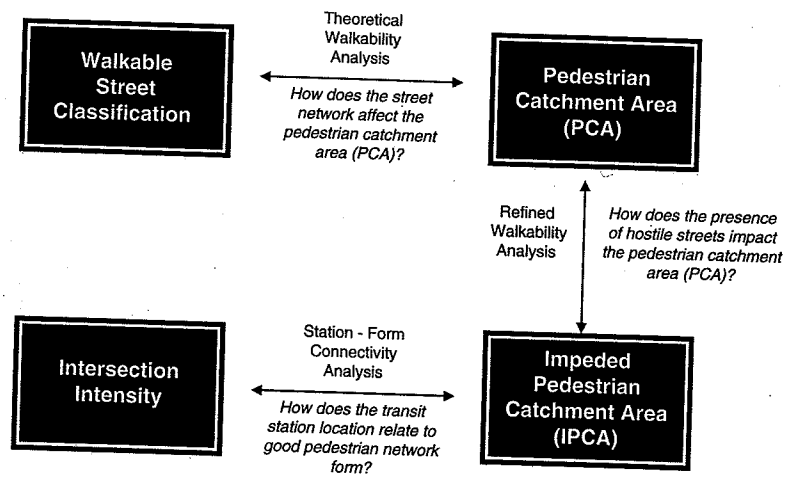 Theoretical
Walkability
Analysis
Walkable
Street
Classification
How does the street
network affect the
pedestrian catchment
area (PCA)?
Pedestrian
Catchment Area
(PCA)
Refined
Walkability
Analysis
How does the presence
of hostile streets impact
the pedestrian catchment
area (PCA)?
Intersection
Intensity
Station - Form
Connectivity
Analysis
How does the transit
station location relate to
good pedestrian network
form?
Impeded
Pedestrian
Catchment Area
(IPCA)